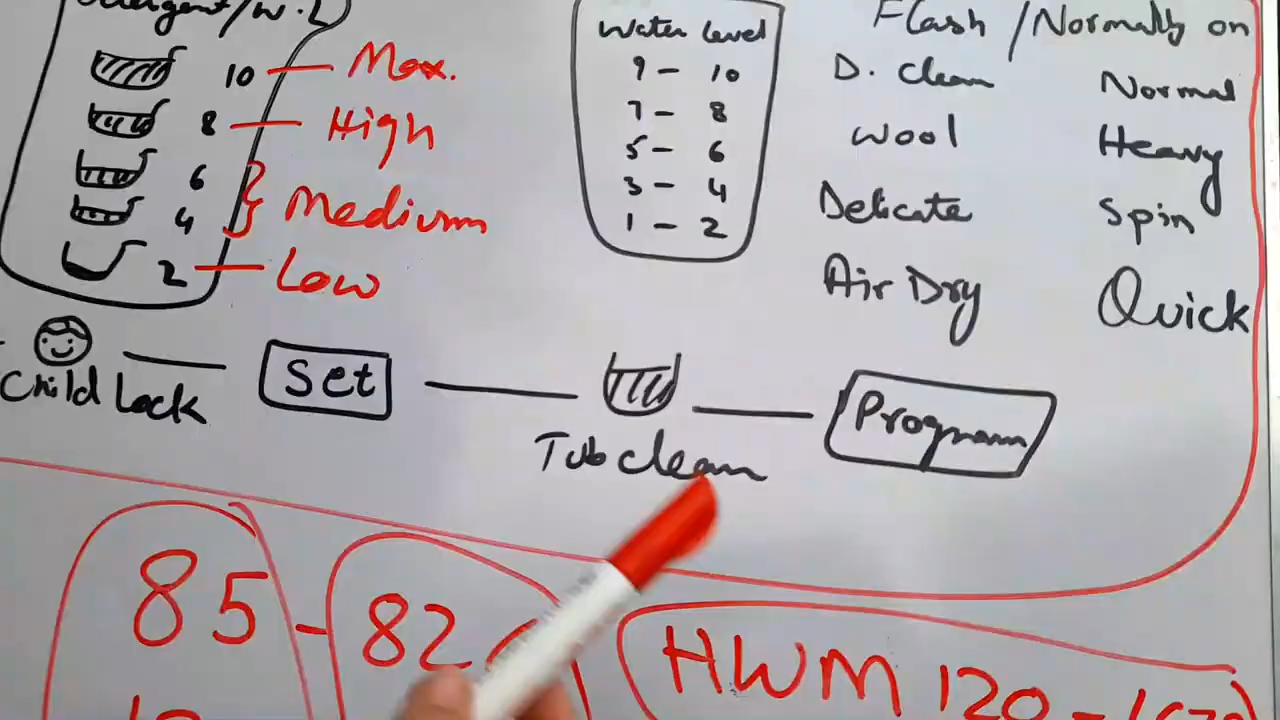 Detergent/W.L
10 — Max.
8 — High
6
4
Medium
2 — Low
Water Level
9 – 10
7 – 8
5 – 6
3 – 4
1 – 2
Flash / Normally on
D. Clean Normal
Wool Heavy
Delicate Spin
Air Dry Quick
Child Lock — Set — Tub clean — Program
85 - 82
HWM 120 -